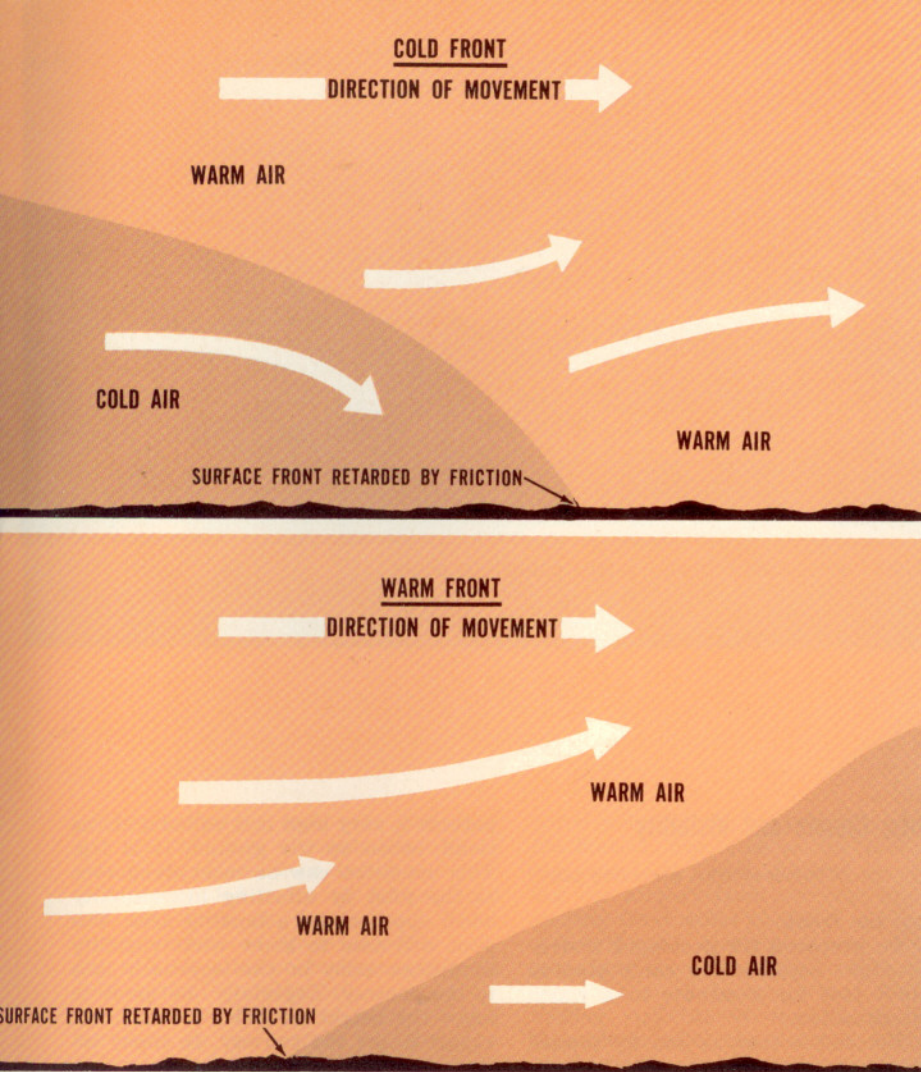 COLD FRONT
DIRECTION OF MOVEMENT
WARM AIR
COLD AIR
WARM AIR
SURFACE FRONT RETARDED BY FRICTION
WARM FRONT
DIRECTION OF MOVEMENT
WARM AIR
WARM AIR
COLD AIR
SURFACE FRONT RETARDED BY FRICTION